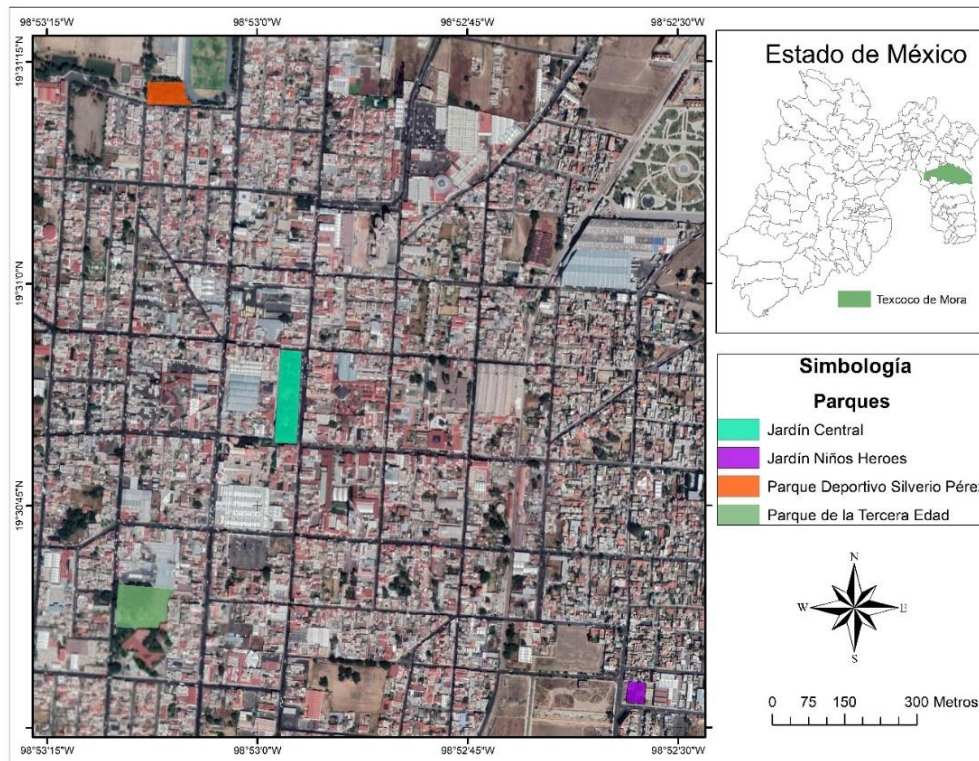 98°53'15"W 98°53'0"W 98°52'45"W 98°52'30"W
19°31'15"N
19°31'0"N
19°30'45"N
98°53'15"W 98°53'0"W 98°52'45"W 98°52'30"W
Estado de México
Texcoco de Mora
Simbología
Parques
Jardín Central
Jardín Niños Heroes
Parque Deportivo Silverio Pérez
Parque de la Tercera Edad
N
W E
S
0 75 150 300 Metros